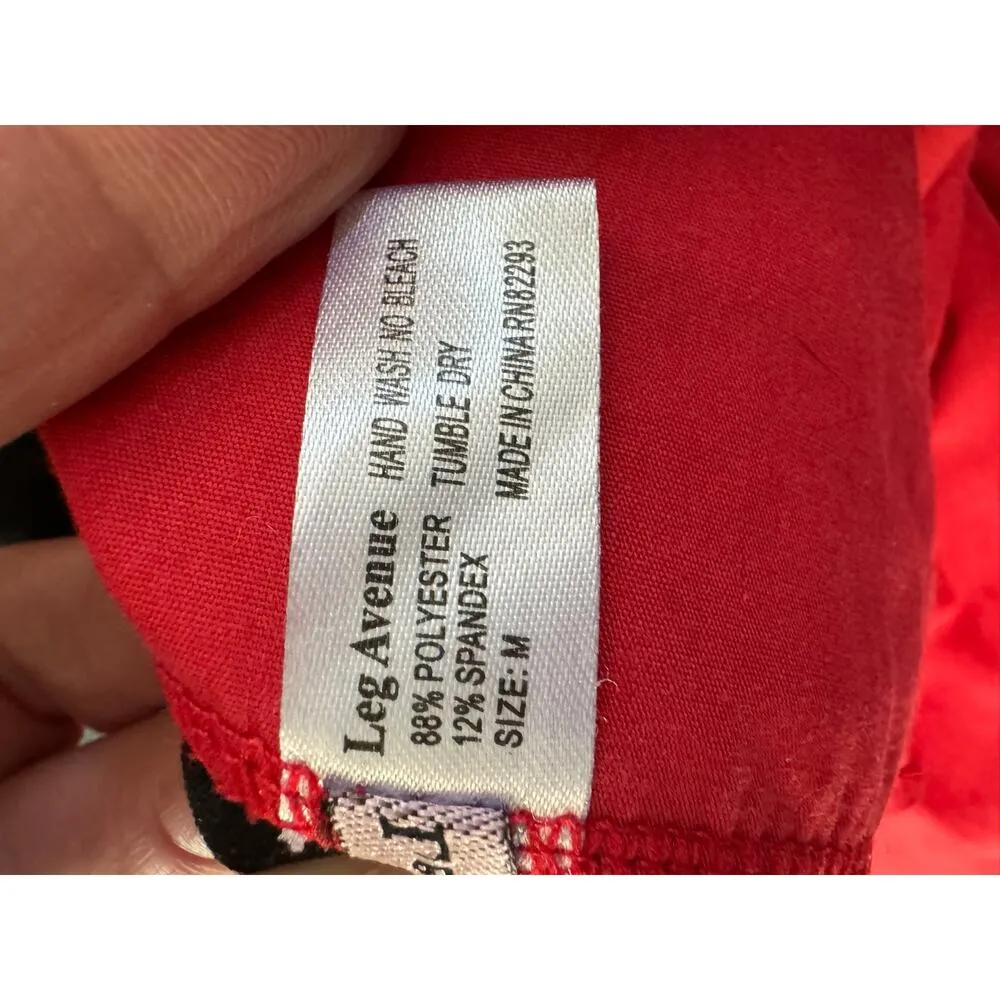 Leg Avenue HAND WASH NO BLEACH
88% POLYESTER TUMBLE DRY
12% SPANDEX
SIZE: M MADE IN CHINA RN82293